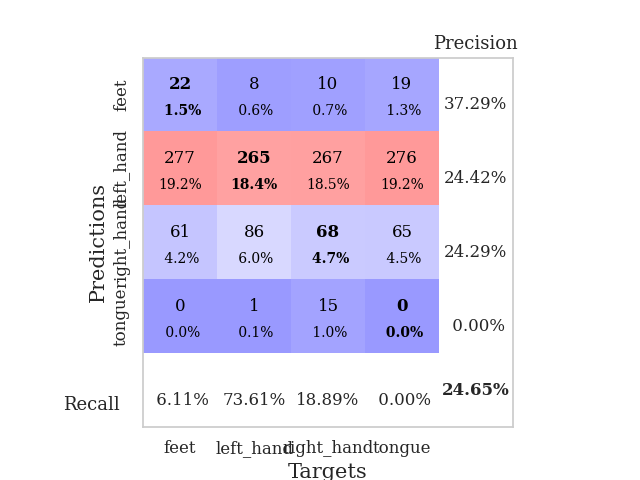 Precision
feet 22 8 10 19 37.29%
1.5% 0.6% 0.7% 1.3%
left_hand 277 265 267 276 24.42%
19.2% 18.4% 18.5% 19.2%
right_hand 61 86 68 65 24.29%
4.2% 6.0% 4.7% 4.5%
tongue 0 1 15 0 0.00%
0.0% 0.1% 1.0% 0.0%
Predictions
Recall 6.11% 73.61% 18.89% 0.00% 24.65%
feet left_hand right_hand tongue
Targets